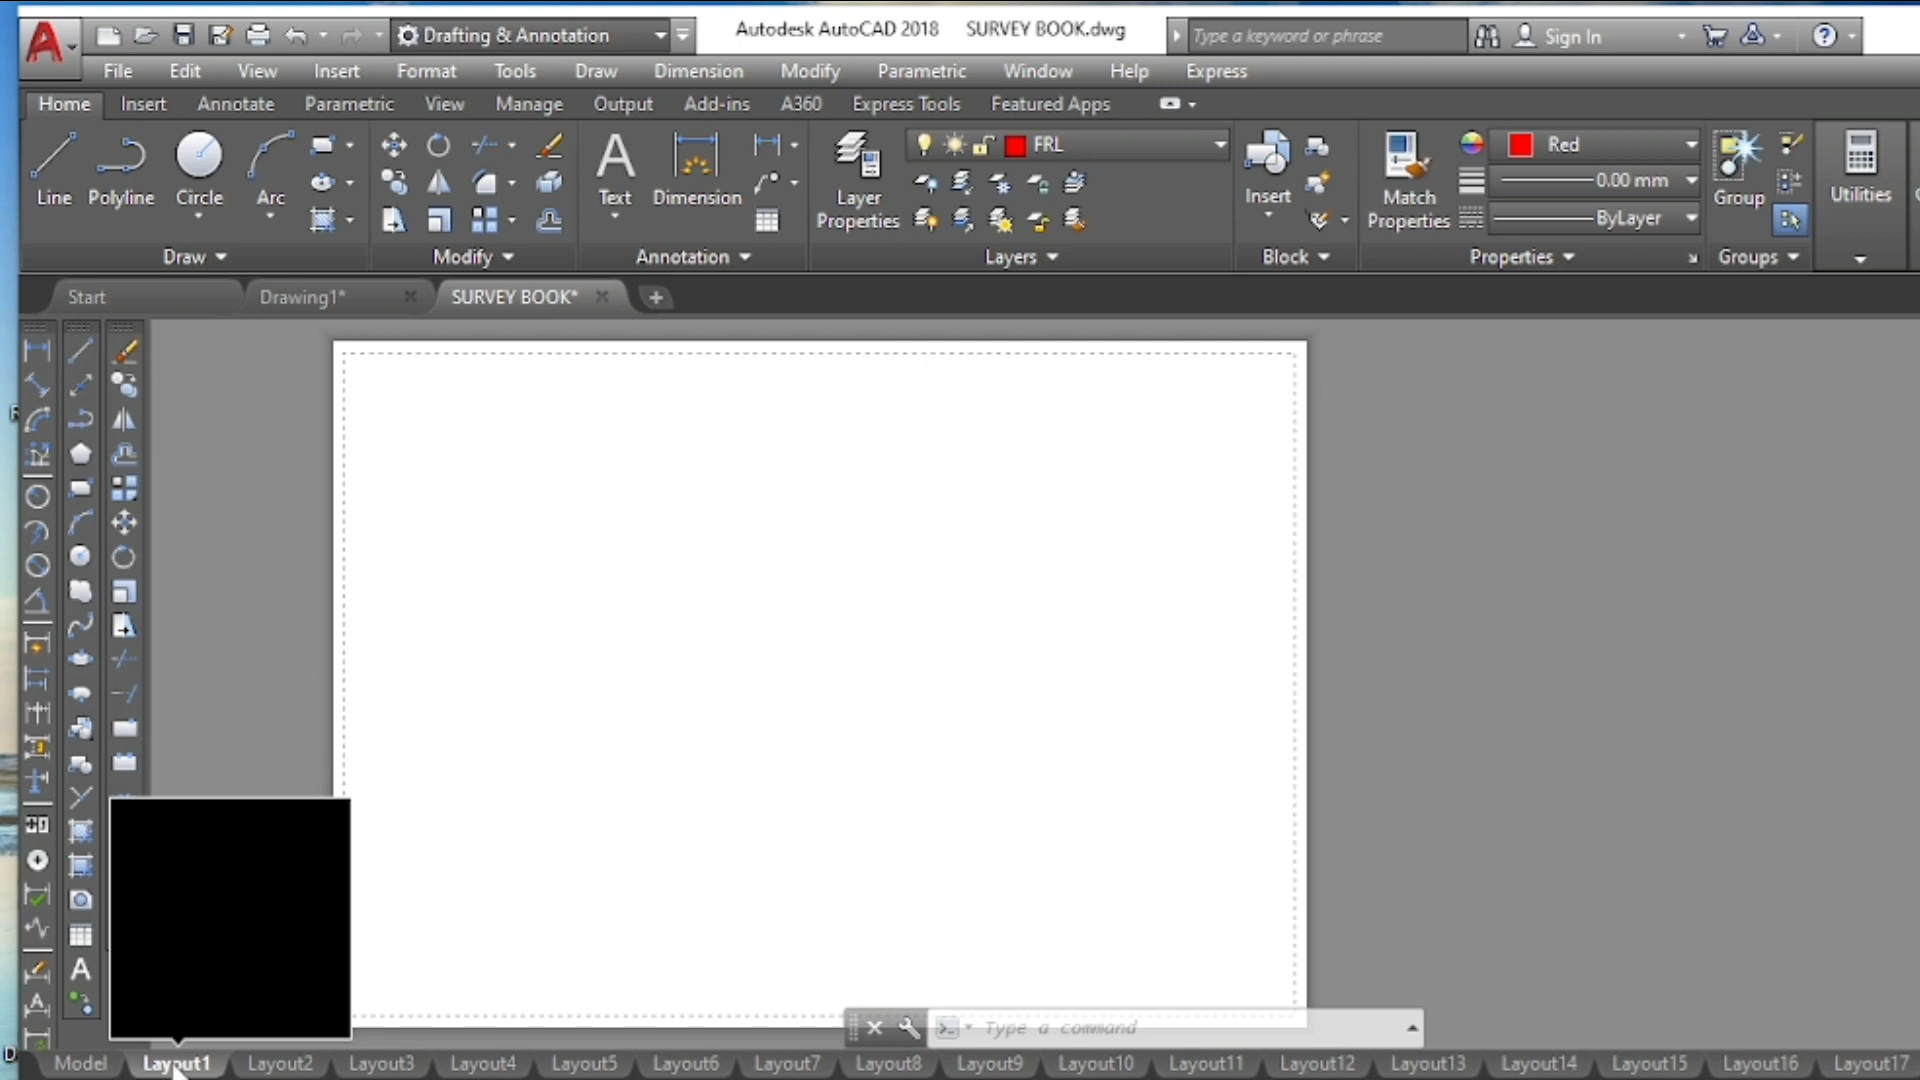 Drafting & Annotation
Autodesk AutoCAD 2018 SURVEY BOOK.dwg
Type a keyword or phrase
Sign In
File Edit View Insert Format Tools Draw Dimension Modify Parametric Window Help Express
Home Insert Annotate Parametric View Manage Output Add-ins A360 Express Tools Featured Apps
FRL
Red
Line Polyline Circle Arc
Text Dimension
Layer Properties
Insert
Match Properties
0.00 mm
ByLayer
Group
Utilities
Draw Modify Annotation Layers Block Properties Groups
Start Drawing1* SURVEY BOOK*
Type a command
Model Layout1 Layout2 Layout3 Layout4 Layout5 Layout6 Layout7 Layout8 Layout9 Layout10 Layout11 Layout12 Layout13 Layout14 Layout15 Layout16 Layout17